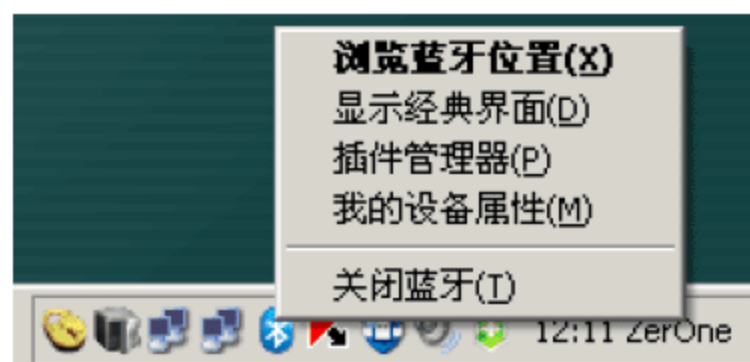 浏览蓝牙位置(X)
显示经典界面(D)
插件管理器(P)
我的设备属性(M)
关闭蓝牙(T)
12:11 ZerOne